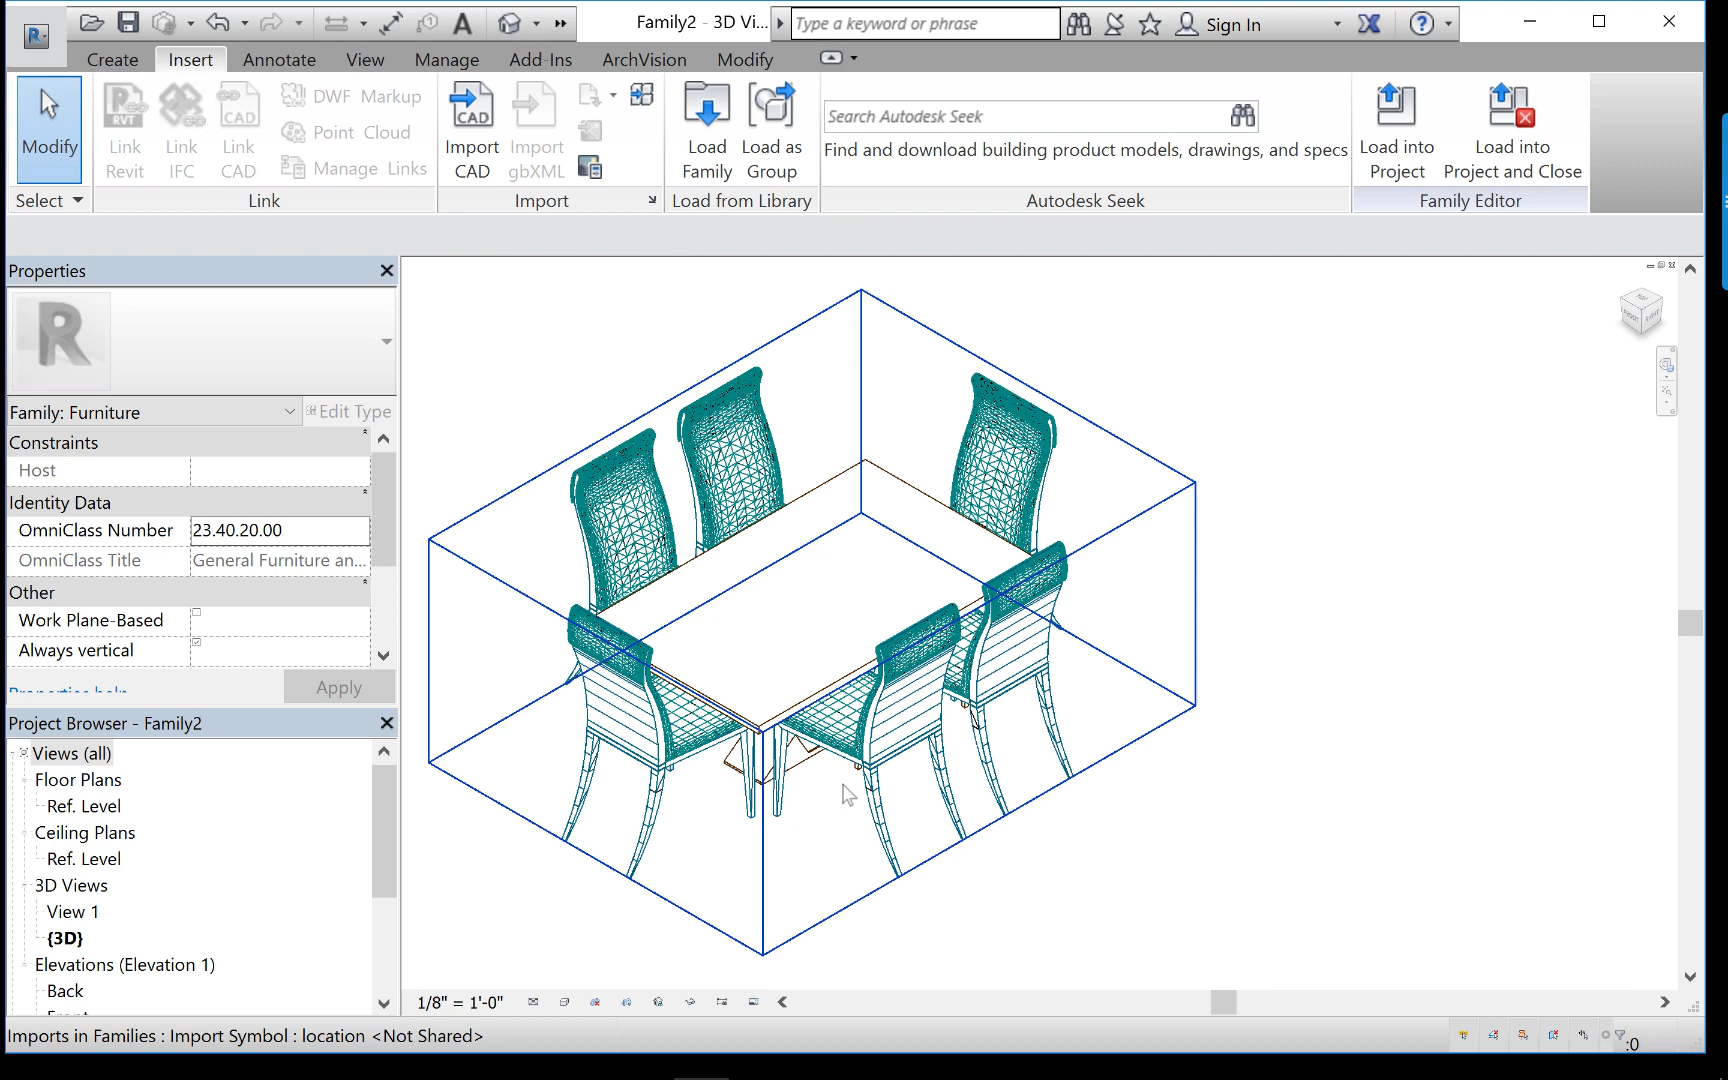 Family2 - 3D Vi...
Type a keyword or phrase
Sign In
Create Insert Annotate View Manage Add-Ins ArchVision Modify
Modify
Link Revit
Link IFC
Link CAD
DWF Markup
Point Cloud
Manage Links
Import CAD
Import gbXML
Load Family
Load as Group
Search Autodesk Seek
Find and download building product models, drawings, and specs
Load into Project
Load into Project and Close
Select
Link
Import
Load from Library
Autodesk Seek
Family Editor
Properties
Family: Furniture
Edit Type
Constraints
Host
Identity Data
OmniClass Number 23.40.20.00
OmniClass Title General Furniture an...
Other
Work Plane-Based
Always vertical
Apply
Project Browser - Family2
Views (all)
Floor Plans
Ref. Level
Ceiling Plans
Ref. Level
3D Views
View 1
{3D}
Elevations (Elevation 1)
Back
1/8" = 1'-0"
Imports in Families : Import Symbol : location <Not Shared>
:0